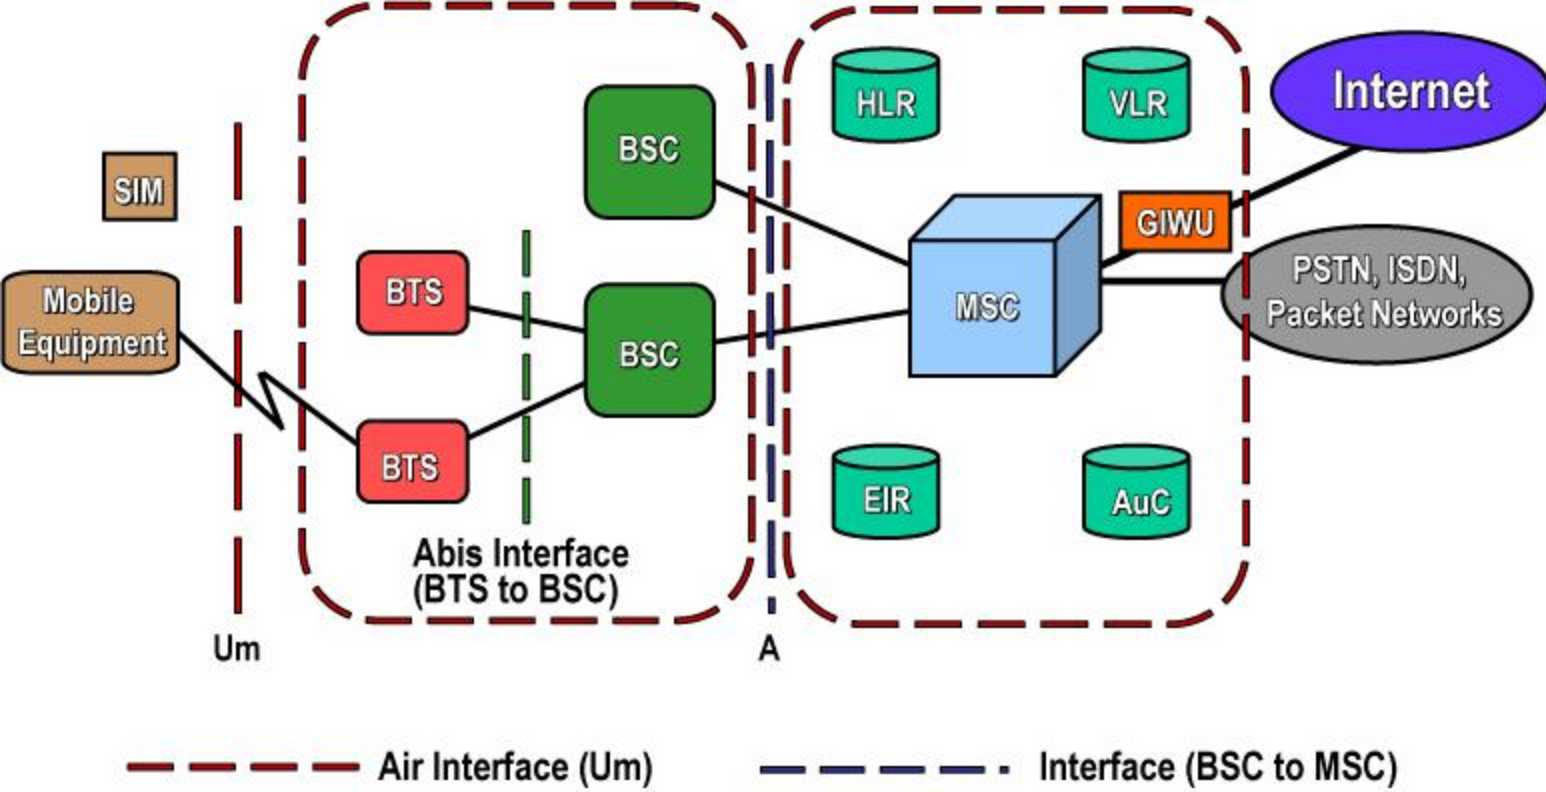 HLR
VLR
Internet
BSC
SIM
GIWU
BTS
PSTN, ISDN,
Packet Networks
Mobile
Equipment
MSC
BSC
BTS
EIR
AuC
Abis Interface
(BTS to BSC)
Um
A
Air Interface (Um)
Interface (BSC to MSC)